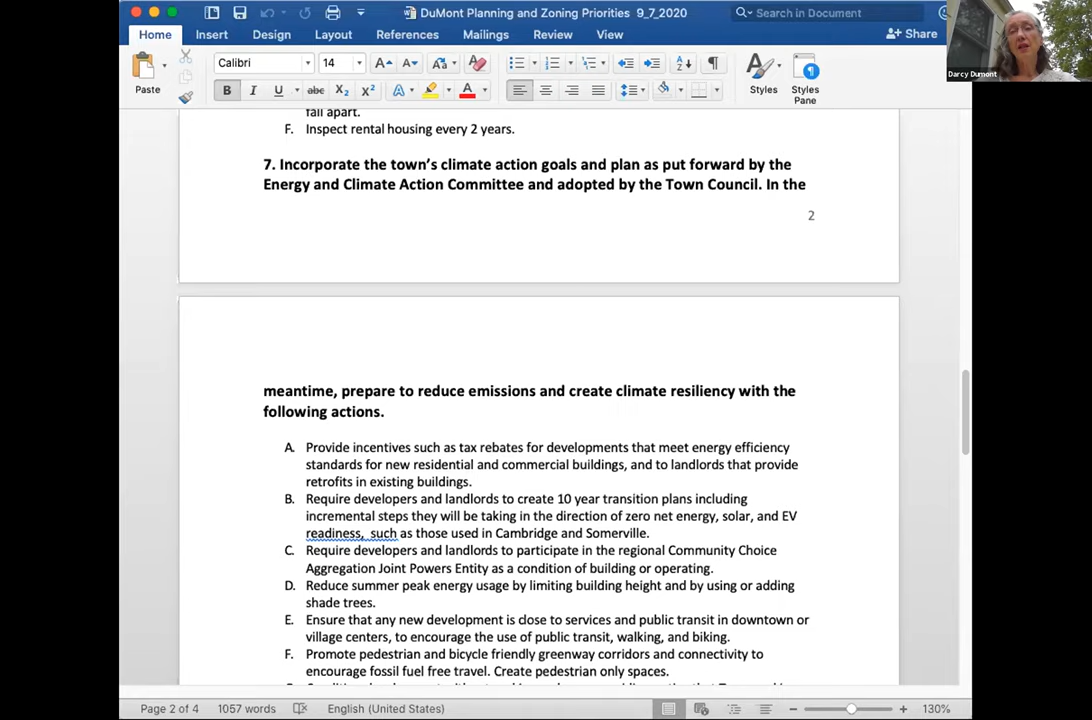 DuMont Planning and Zoning Priorities 9_7_2020
Search in Document
Home Insert Design Layout References Mailings Review View Share
Paste Calibri 14 Styles Styles Pane
fall apart.
F. Inspect rental housing every 2 years.
7. Incorporate the town's climate action goals and plan as put forward by the
Energy and Climate Action Committee and adopted by the Town Council. In the
2
meantime, prepare to reduce emissions and create climate resiliency with the
following actions.
A. Provide incentives such as tax rebates for developments that meet energy efficiency
standards for new residential and commercial buildings, and to landlords that provide
retrofits in existing buildings.
B. Require developers and landlords to create 10 year transition plans including
incremental steps they will be taking in the direction of zero net energy, solar, and EV
readiness, such as those used in Cambridge and Somerville.
C. Require developers and landlords to participate in the regional Community Choice
Aggregation Joint Powers Entity as a condition of building or operating.
D. Reduce summer peak energy usage by limiting building height and by using or adding
shade trees.
E. Ensure that any new development is close to services and public transit in downtown or
village centers, to encourage the use of public transit, walking, and biking.
F. Promote pedestrian and bicycle friendly greenway corridors and connectivity to
encourage fossil fuel free travel. Create pedestrian only spaces.
Page 2 of 4 1057 words English (United States) 130%
Darcy Dumont